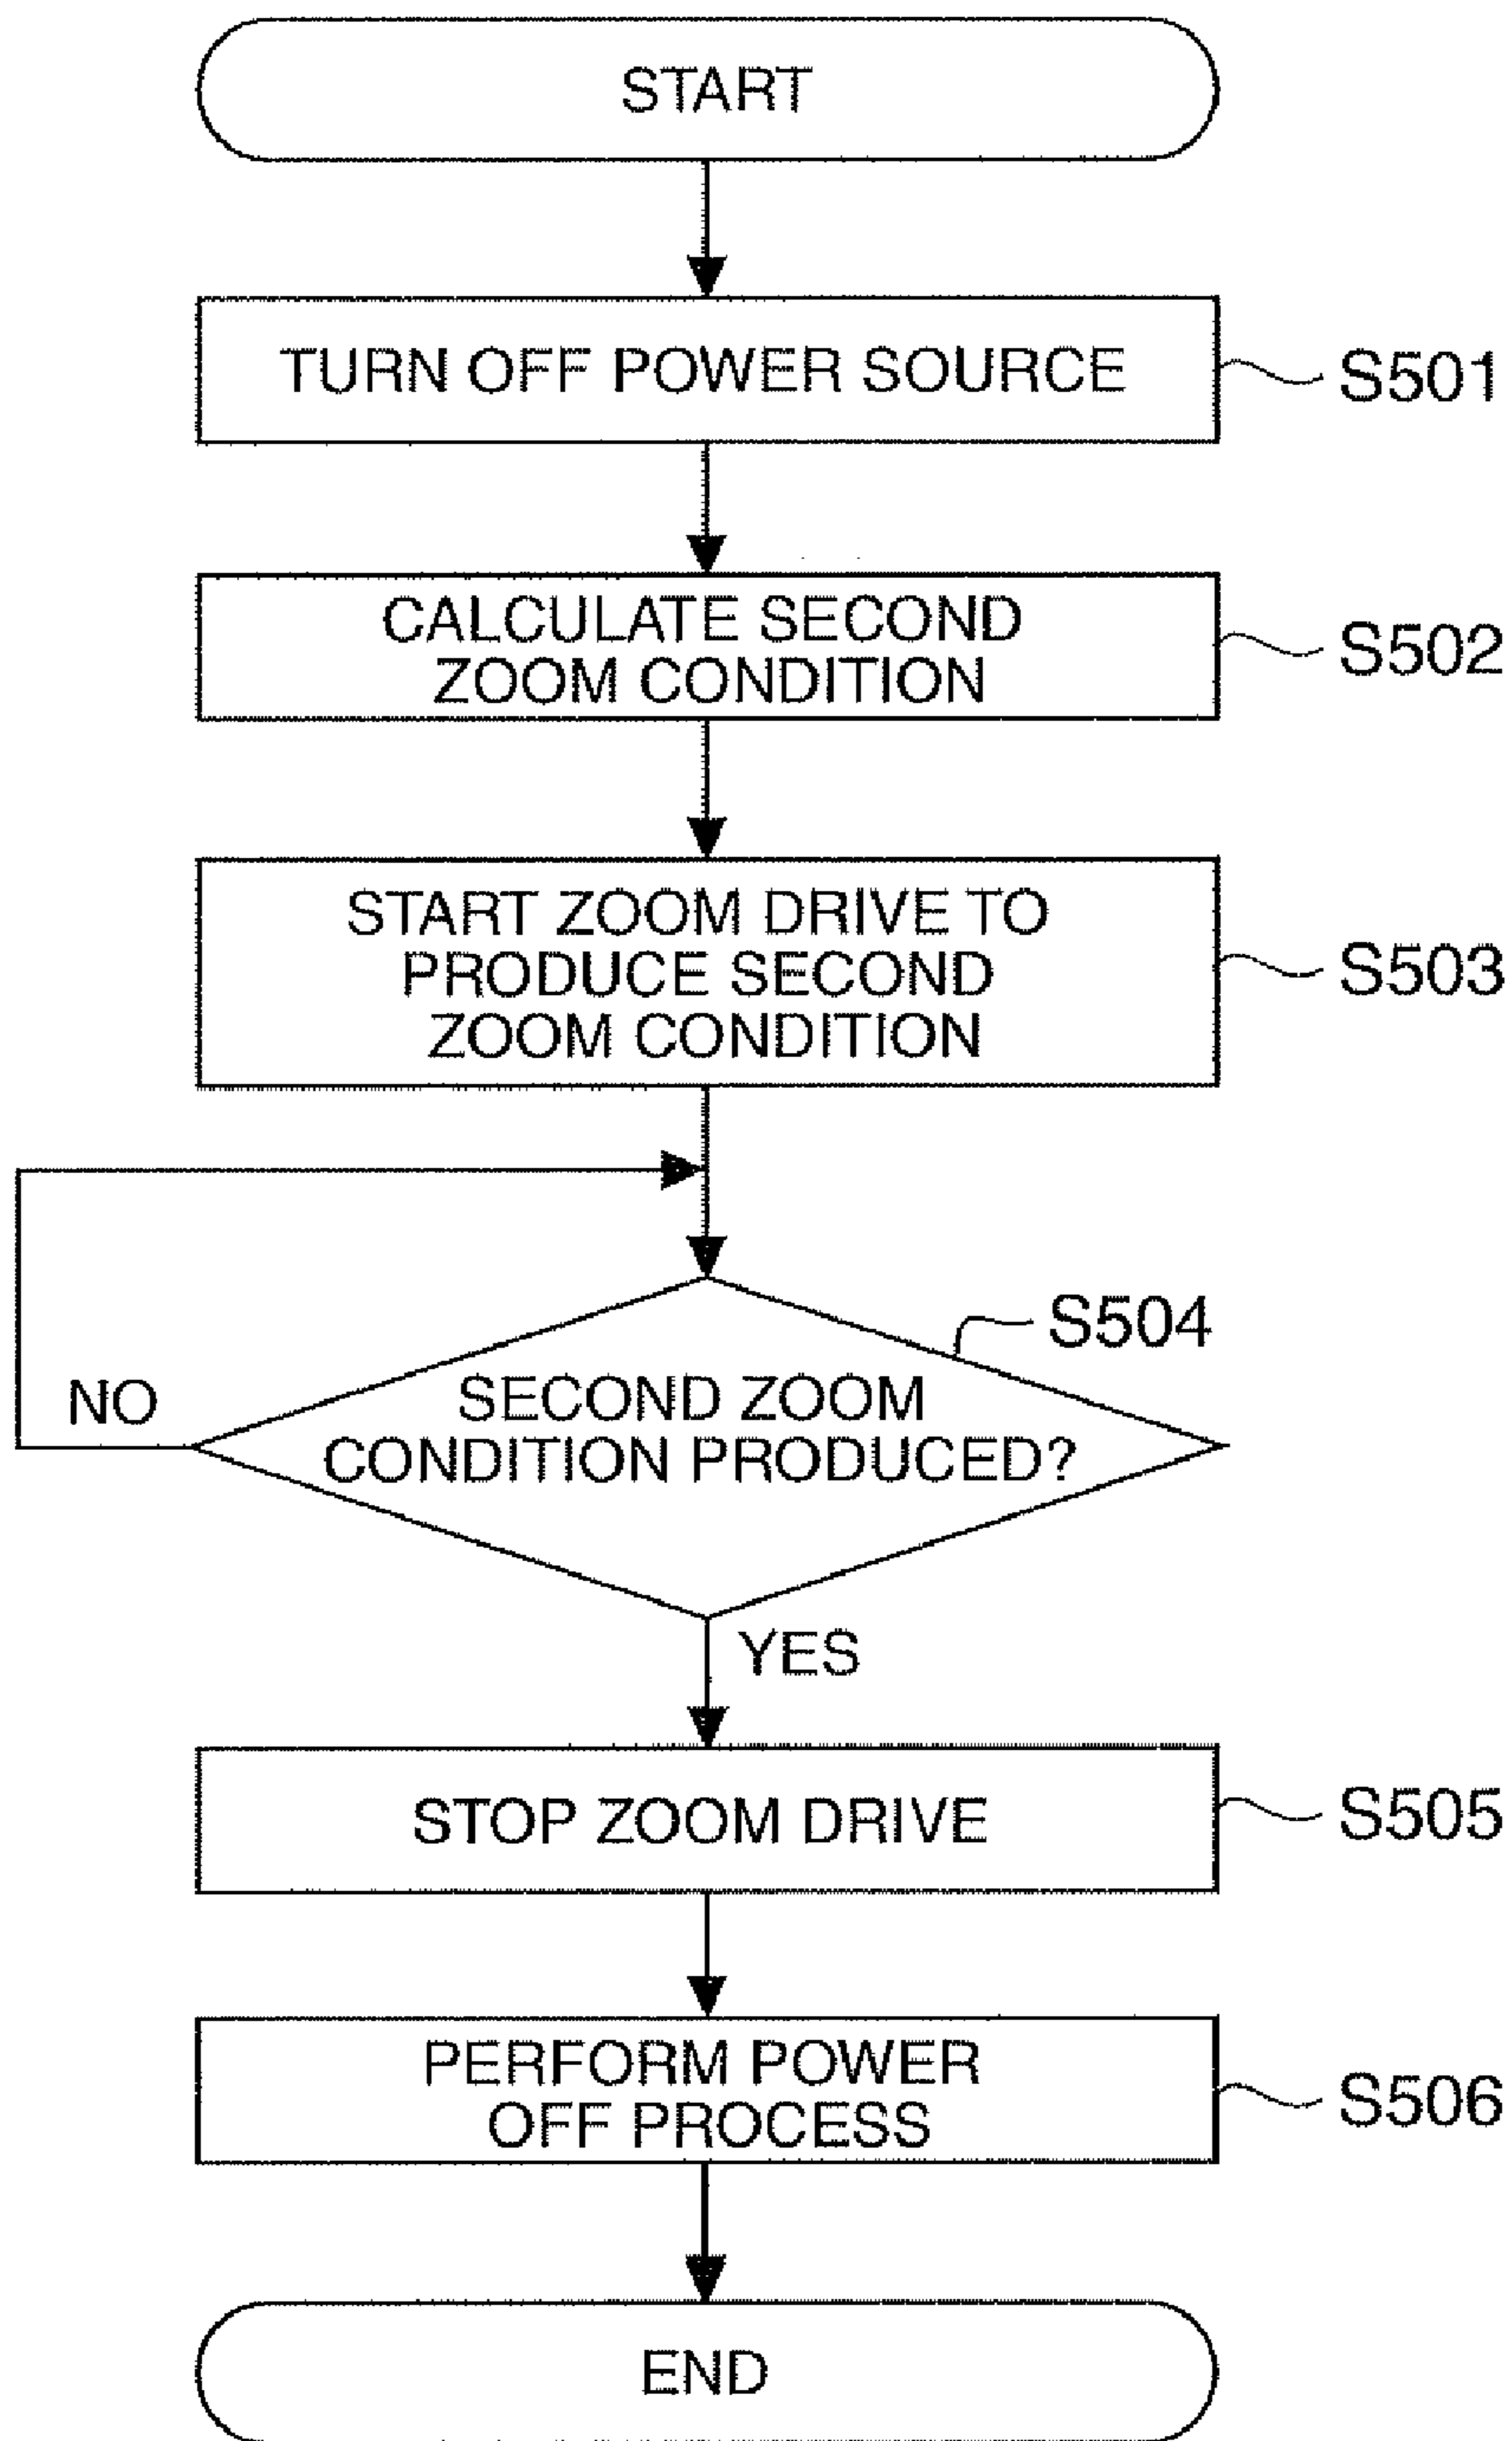 START
TURN OFF POWER SOURCE
S501
CALCULATE SECOND
ZOOM CONDITION
S502
START ZOOM DRIVE TO
PRODUCE SECOND
ZOOM CONDITION
S503
S504
NO
SECOND ZOOM
CONDITION PRODUCED?
YES
STOP ZOOM DRIVE
S505
PERFORM POWER
OFF PROCESS
S506
END